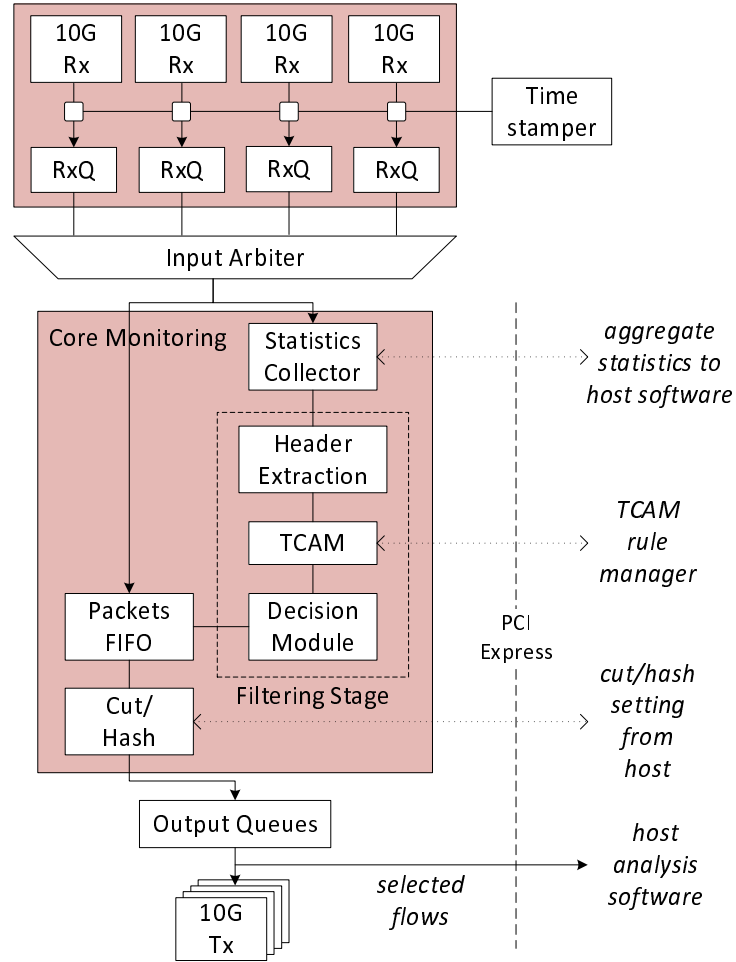 10G
Rx
10G
Rx
10G
Rx
10G
Rx
Time
stamper
RxQ
RxQ
RxQ
RxQ
Input Arbiter
Core Monitoring
Statistics
Collector
aggregate
statistics to
host software
Header
Extraction
TCAM
TCAM
rule
manager
Packets
FIFO
Decision
Module
PCI
Express
Filtering Stage
Cut/
Hash
cut/hash
setting
from
host
Output Queues
host
analysis
software
selected
flows
10G
Tx